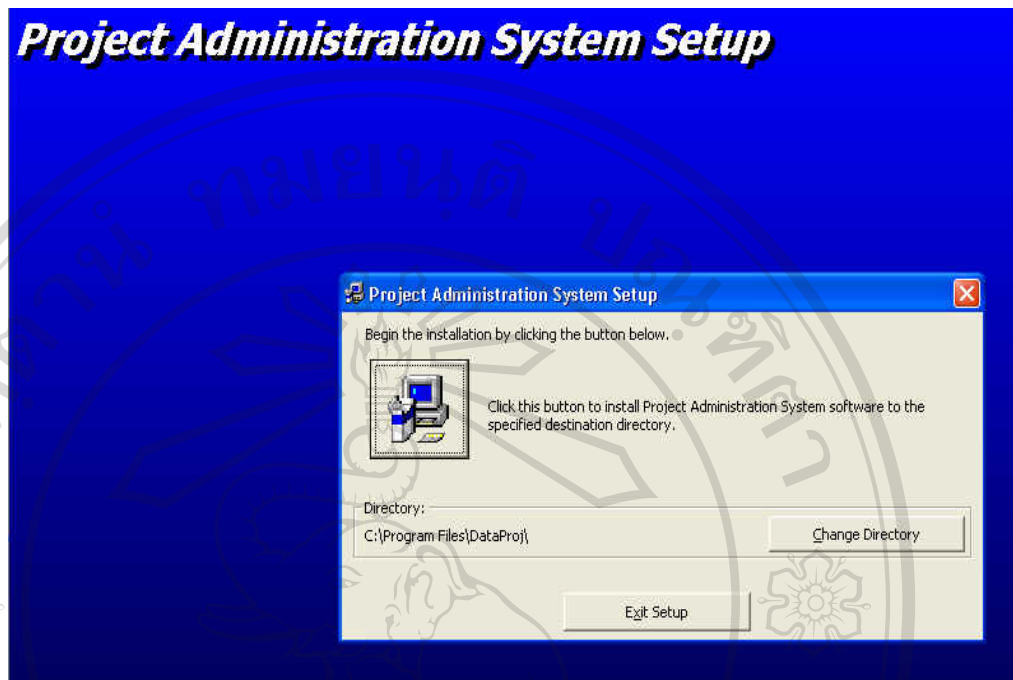 Project Administration System Setup
Project Administration System Setup
Begin the installation by clicking the button below.
Click this button to install Project Administration System software to the
specified destination directory.
Directory:
C:\Program Files\DataProj\
Change Directory
Exit Setup